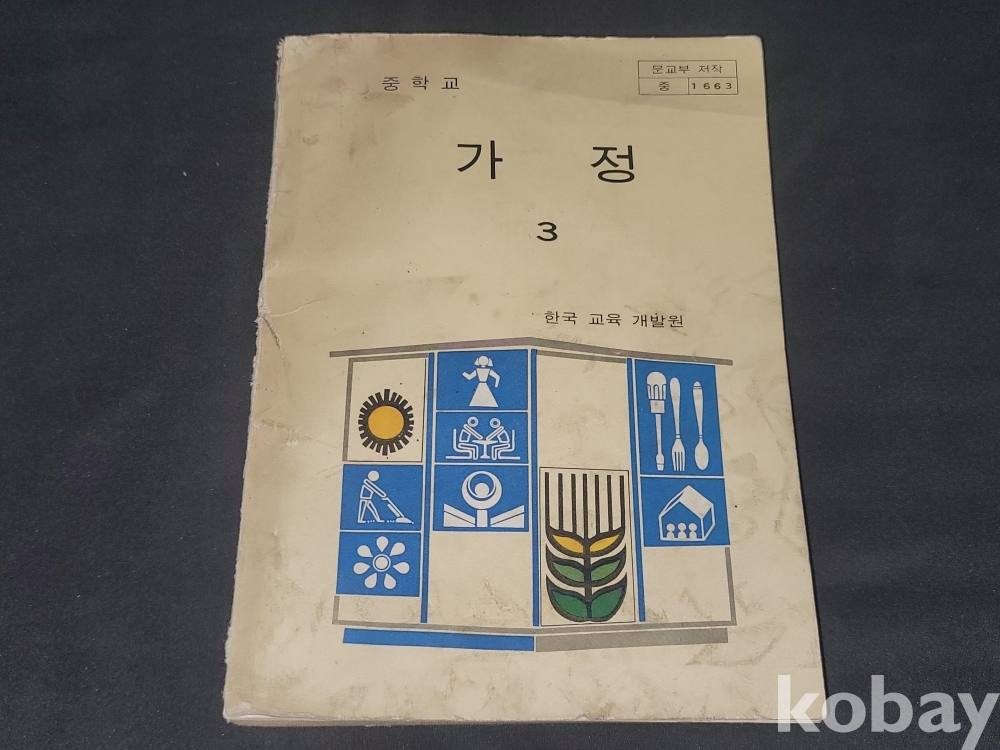 문교부 저작
중 1663
중학교
가 정
3
한국 교육 개발원
kobay